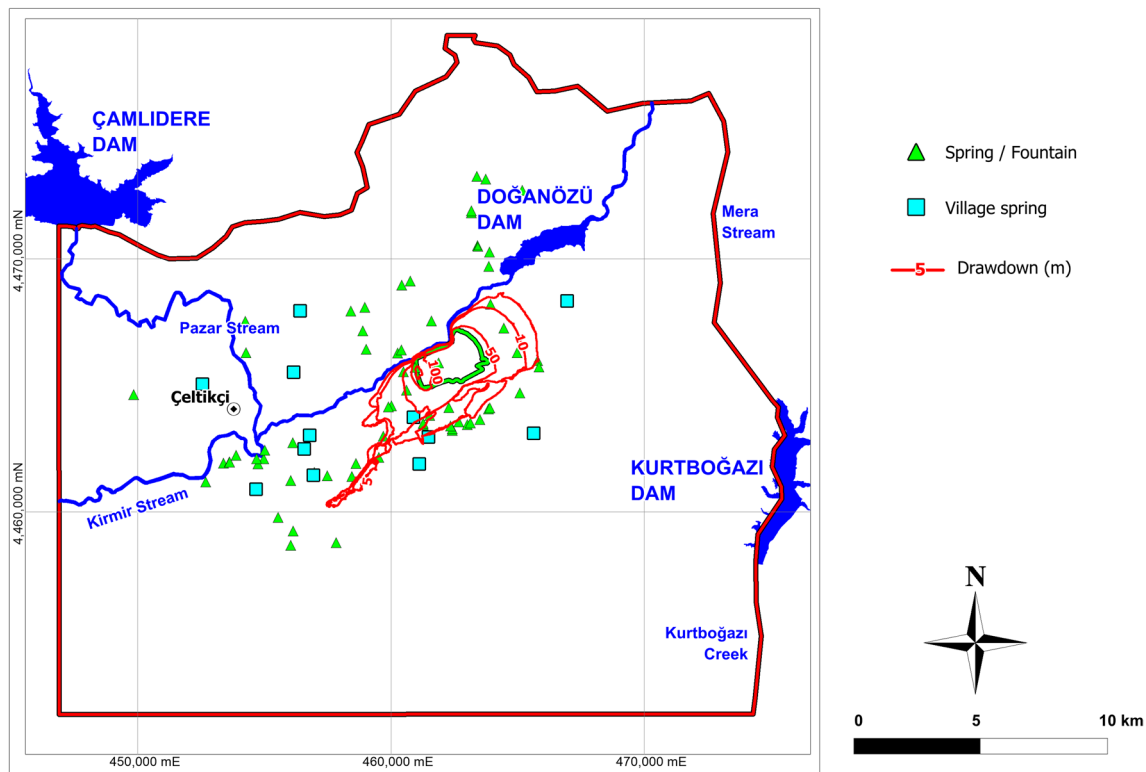 ÇAMLIDERE
DAM
DOĞANÖZÜ
DAM
Mera
Stream
Pazar Stream
Çeltikçi
Kirmir Stream
KURTBOĞAZI
DAM
Kurtboğazı
Creek
10
50
100
5
4,470,000 mN
4,460,000 mN
450,000 mE
460,000 mE
470,000 mE
Spring / Fountain
Village spring
5 Drawdown (m)
N
0 5 10 km